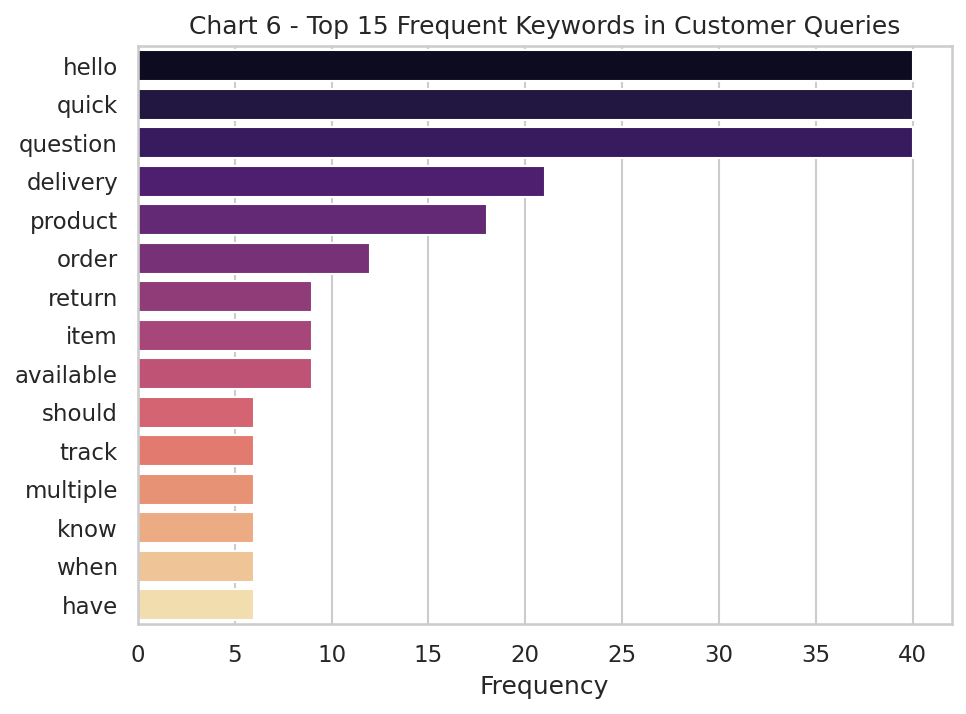 Chart 6 - Top 15 Frequent Keywords in Customer Queries
hello
quick
question
delivery
product
order
return
item
available
should
track
multiple
know
when
have
0 5 10 15 20 25 30 35 40
Frequency